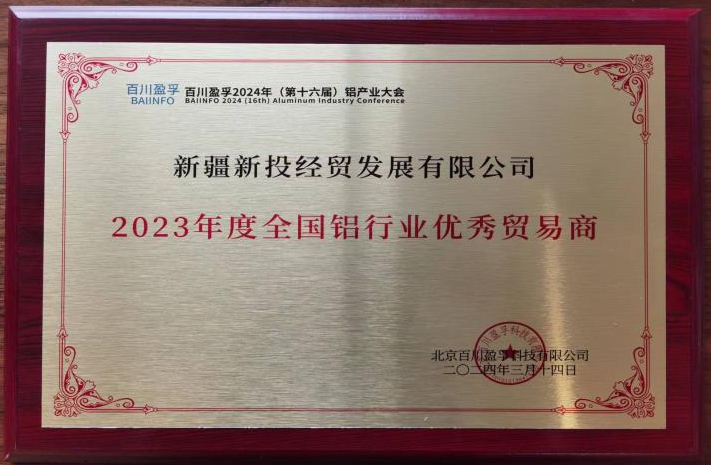 百川盈孚
BAIINFO
百川盈孚2024年（第十六届）铝产业大会
BAIINFO 2024 (16th) Aluminum Industry Conference
新疆新投经贸发展有限公司
2023年度全国铝行业优秀贸易商
北京百川盈孚科技有限公司
二〇二四年三月十四日